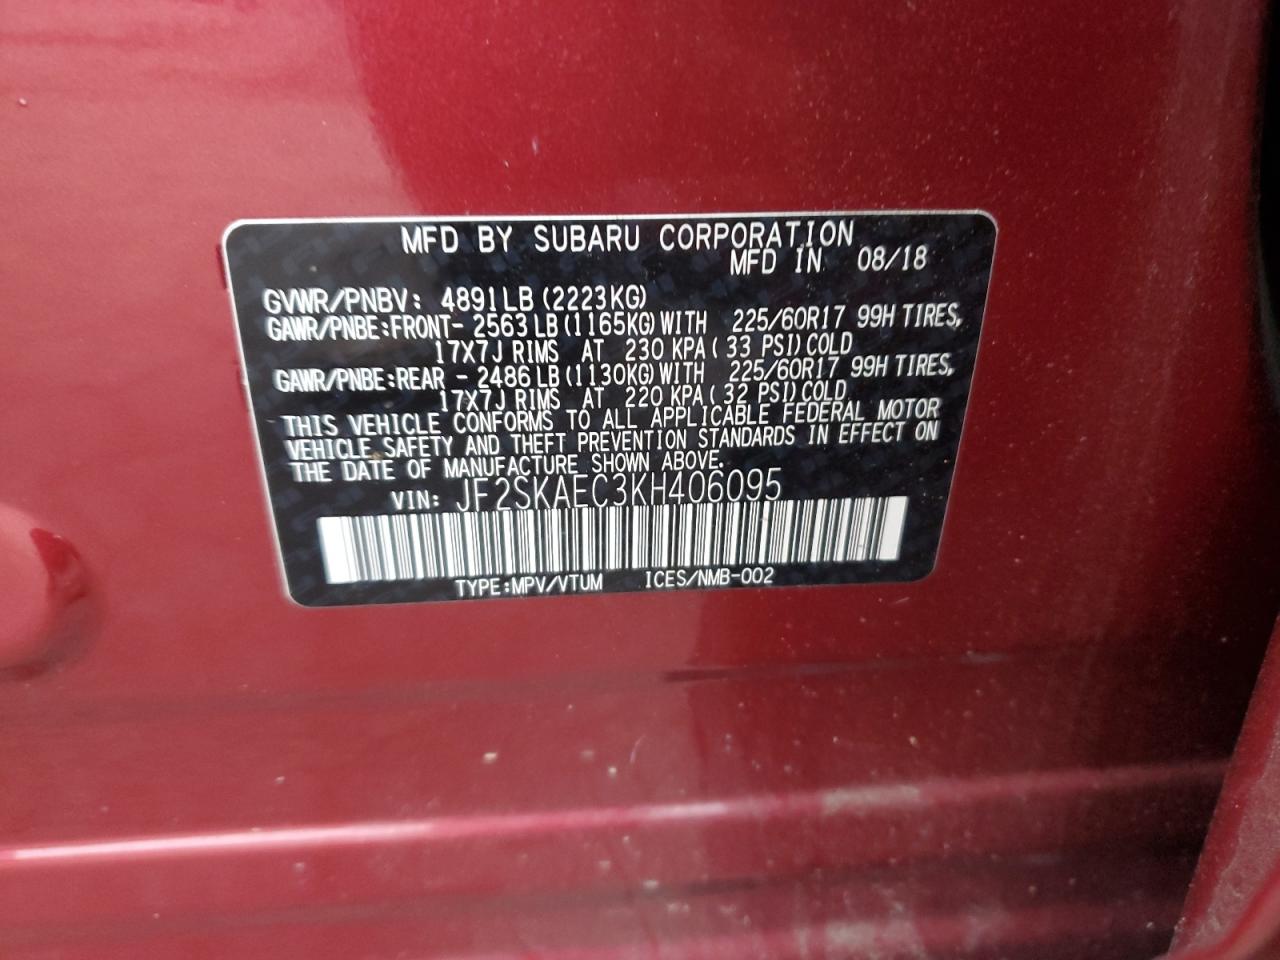 MFD BY SUBARU CORPORATION
MFD IN 08/18
GVWR/PNBV: 4891LB (2223KG)
GAWR/PNBE:FRONT- 2563 LB (1165KG) WITH 225/60R17 99H TIRES,
17X7J RIMS AT 230 KPA ( 33 PSI) COLD
GAWR/PNBE:REAR - 2486 LB (1130KG) WITH 225/60R17 99H TIRES,
17X7J RIMS AT 220 KPA ( 32 PSI) COLD
THIS VEHICLE CONFORMS TO ALL APPLICABLE FEDERAL MOTOR
VEHICLE SAFETY AND THEFT PREVENTION STANDARDS IN EFFECT ON
THE DATE OF MANUFACTURE SHOWN ABOVE.
VIN: JF2SKAEC3KH406095
TYPE:MPV/VTUM ICES/NMB-002